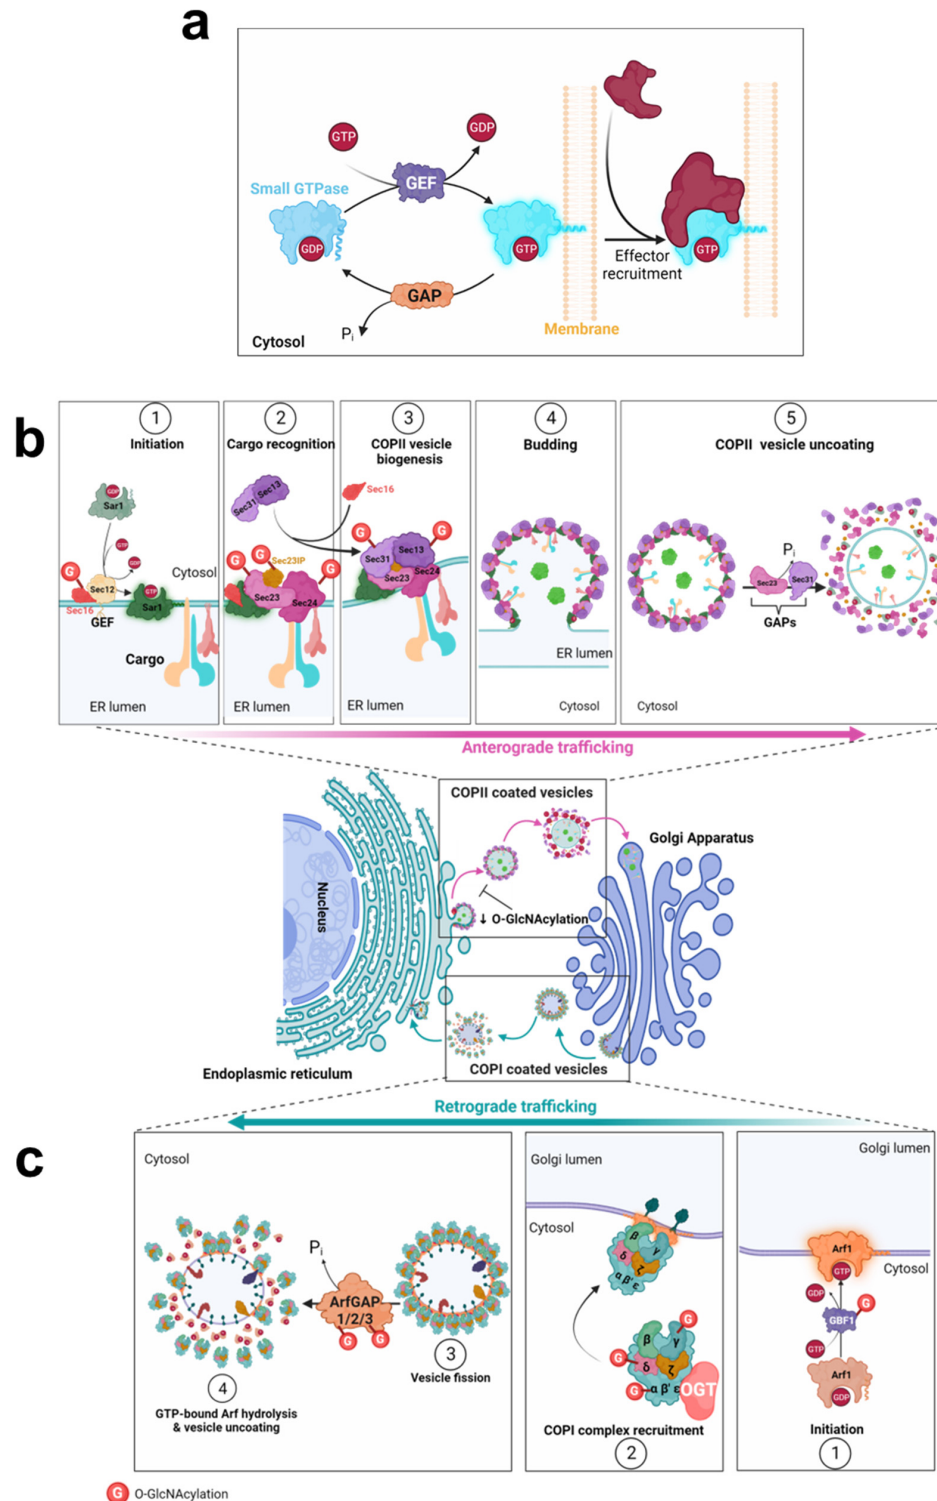 a
GTP
GDP
Small GTPase
GEF
GDP
GTP
GTP
Effector
recruitment
GAP
Pi
Membrane
Cytosol
b
1
Initiation
GDP
Sar1
GTP
GDP
Cytosol
G
Sec12
GTP
Sec16
Sar1
GEF
Cargo
ER lumen
2
Cargo recognition
Sec31
Sec13
G
G
Sec23IP
G
Sec23
Sec24
ER lumen
3
COPII vesicle
biogenesis
Sec16
G
G
Sec31
Sec13
Sec23
Sec24
ER lumen
4
Budding
ER lumen
Cytosol
5
COPII vesicle uncoating
Pi
Sec23
Sec31
GAPs
Cytosol
Anterograde trafficking
COPII coated vesicles
Golgi Apparatus
Nucleus
↓ O-GlcNAcylation
Endoplasmic reticulum
COPI coated vesicles
Retrograde trafficking
c
Cytosol
Pi
ArfGAP
1/2/3
G
G
3
Vesicle fission
4
GTP-bound Arf hydrolysis
& vesicle uncoating
Golgi lumen
Cytosol
β
γ
δ
ζ
α β' ε
G
β
γ
G
δ
ζ
G
α β' ε
OGT
COPI complex recruitment
2
Golgi lumen
Arf1
GTP
Cytosol
GDP
G
GBF1
GTP
Arf1
GDP
Initiation
1
G O-GlcNAcylation